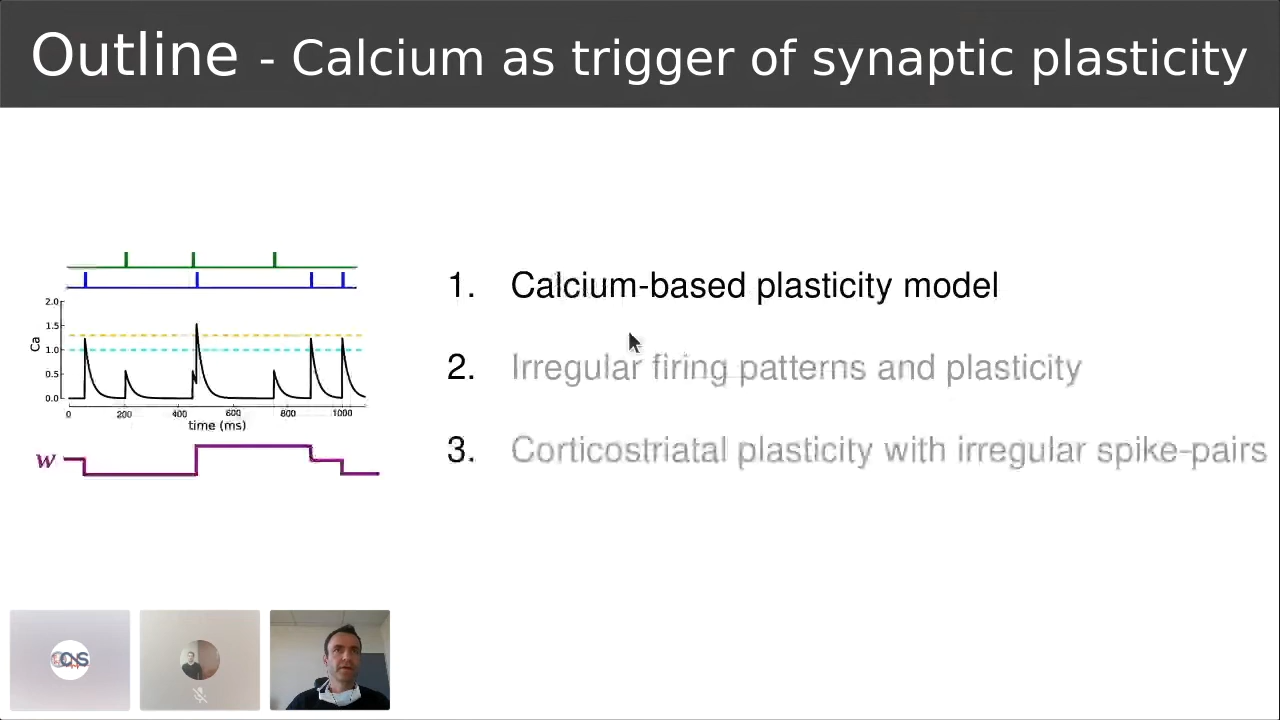 Outline - Calcium as trigger of synaptic plasticity
1. Calcium-based plasticity model
2. Irregular firing patterns and plasticity
3. Corticostriatal plasticity with irregular spike-pairs
2.0
1.5
1.0
0.5
0.0
Ca
0 200 400 600 800 1000
time (ms)
w